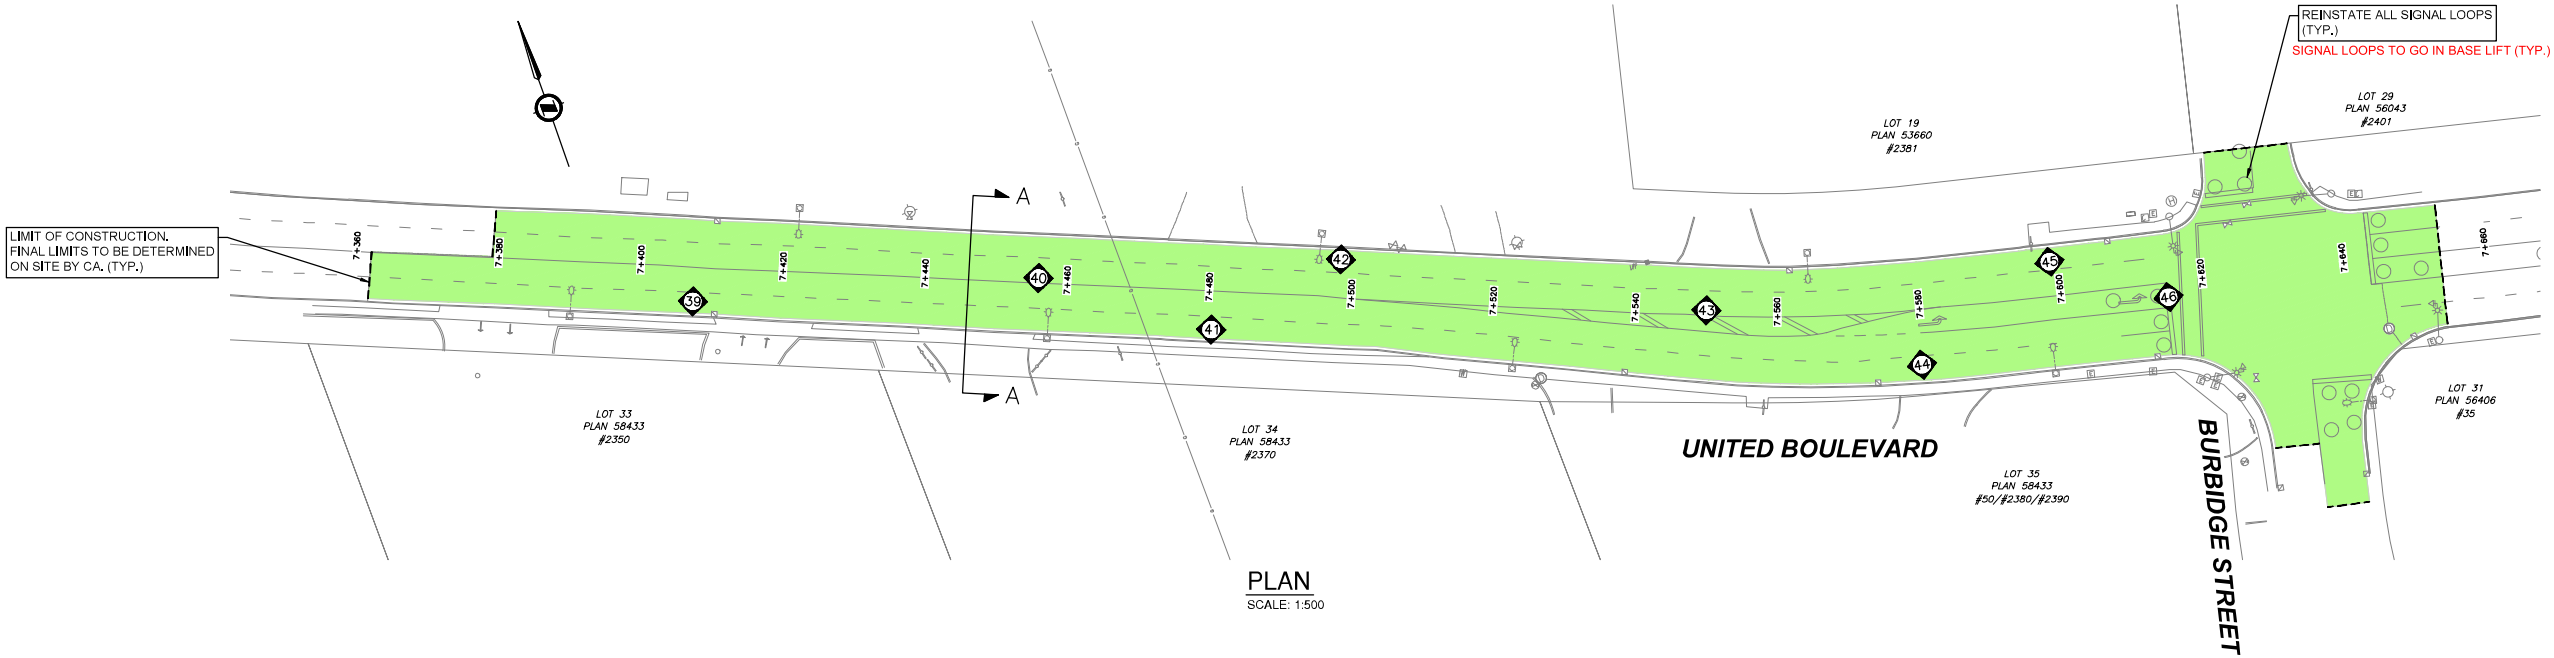 REINSTATE ALL SIGNAL LOOPS
(TYP.)
SIGNAL LOOPS TO GO IN BASE LIFT (TYP.)
LOT 29
PLAN 56043
#2401
LOT 19
PLAN 53660
#2381
LIMIT OF CONSTRUCTION.
FINAL LIMITS TO BE DETERMINED
ON SITE BY CA. (TYP.)
A
A
7+360
7+380
7+400
7+420
7+440
7+460
7+480
7+500
7+520
7+540
7+560
7+580
7+600
7+620
7+640
7+660
39
40
41
42
43
44
45
46
LOT 33
PLAN 58433
#2350
LOT 34
PLAN 58433
#2370
UNITED BOULEVARD
LOT 35
PLAN 58433
#50/#2380/#2390
BURBIDGE STREET
LOT 31
PLAN 56406
#35
PLAN
SCALE: 1:500